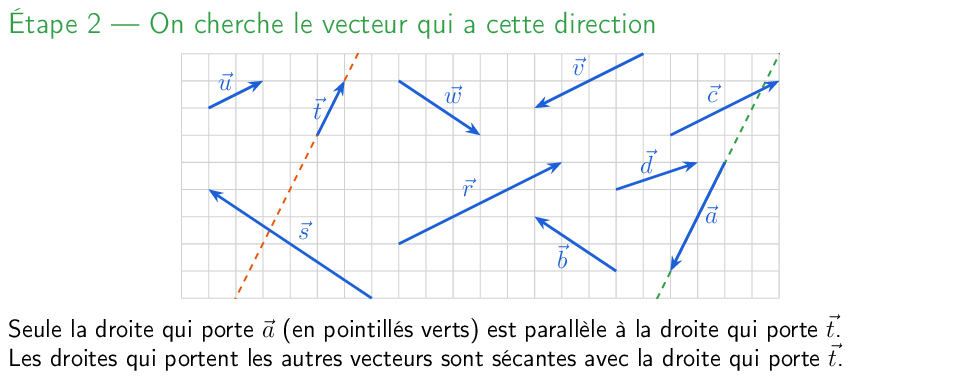 Étape 2 — On cherche le vecteur qui a cette direction
u⃗
t⃗
w⃗
v⃗
c⃗
s⃗
r⃗
d⃗
b⃗
a⃗
Seule la droite qui porte a⃗ (en pointillés verts) est parallèle à la droite qui porte t⃗.
Les droites qui portent les autres vecteurs sont sécantes avec la droite qui porte t⃗.